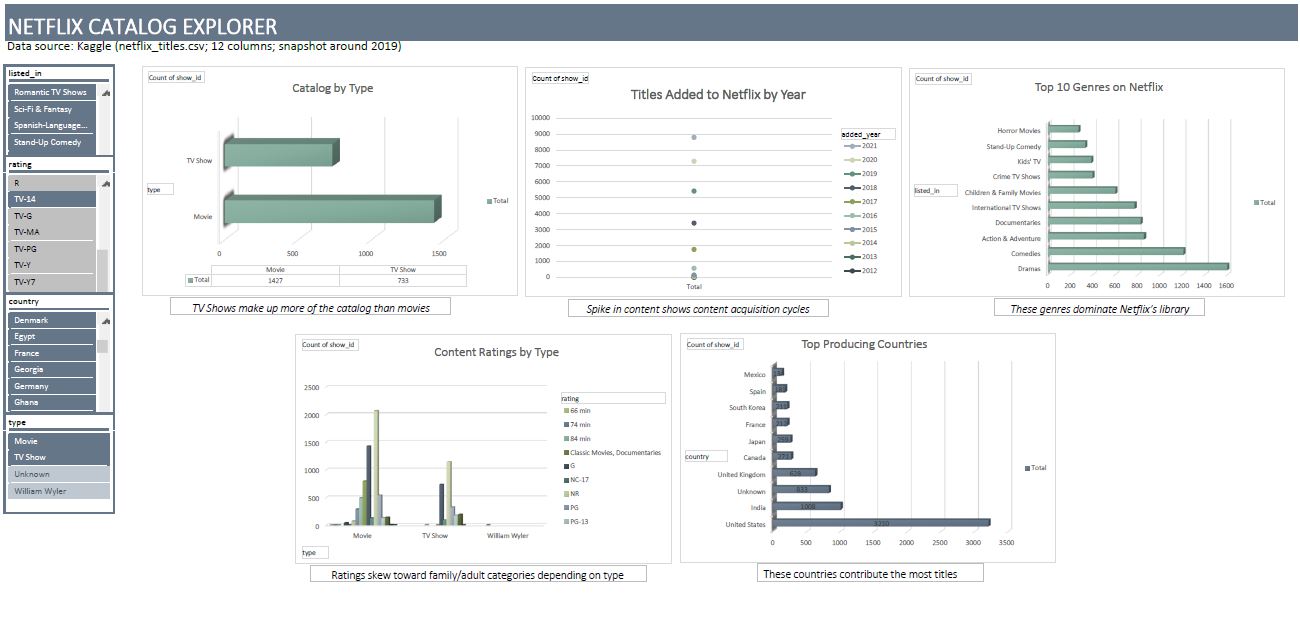 NETFLIX CATALOG EXPLORER
Data source: Kaggle (netflix_titles.csv; 12 columns; snapshot around 2019)
listed_in
Romantic TV Shows
Sci-Fi & Fantasy
Spanish-Language...
Stand-Up Comedy
rating
R
TV-14
TV-G
TV-MA
TV-PG
TV-Y
TV-Y7
country
Denmark
Egypt
France
Georgia
Germany
Ghana
type
Movie
TV Show
Unknown
William Wyler
Count of show_id
Catalog by Type
TV Show
type
Movie
Total
0 500 1000 1500
Movie TV Show
Total 1427 733
TV Shows make up more of the catalog than movies
Count of show_id
Titles Added to Netflix by Year
10000
9000
8000
7000
6000
5000
4000
3000
2000
1000
0
Total
added_year
2021
2020
2019
2018
2017
2016
2015
2014
2013
2012
Spike in content shows content acquisition cycles
Count of show_id
Top 10 Genres on Netflix
listed_in
Horror Movies
Stand-Up Comedy
Kids' TV
Crime TV Shows
Children & Family Movies
International TV Shows
Documentaries
Action & Adventure
Comedies
Dramas
0 200 400 600 800 1000 1200 1400 1600
Total
These genres dominate Netflix's library
Count of show_id
Content Ratings by Type
2500
2000
1500
1000
500
0
Movie TV Show William Wyler
type
rating
66 min
74 min
84 min
Classic Movies, Documentaries
G
NC-17
NR
PG
PG-13
Ratings skew toward family/adult categories depending on type
Count of show_id
Top Producing Countries
country
Mexico
Spain
South Korea
France
Japan
Canada
United Kingdom 628
Unknown
India 1008
United States 3210
0 500 1000 1500 2000 2500 3000 3500
Total
These countries contribute the most titles